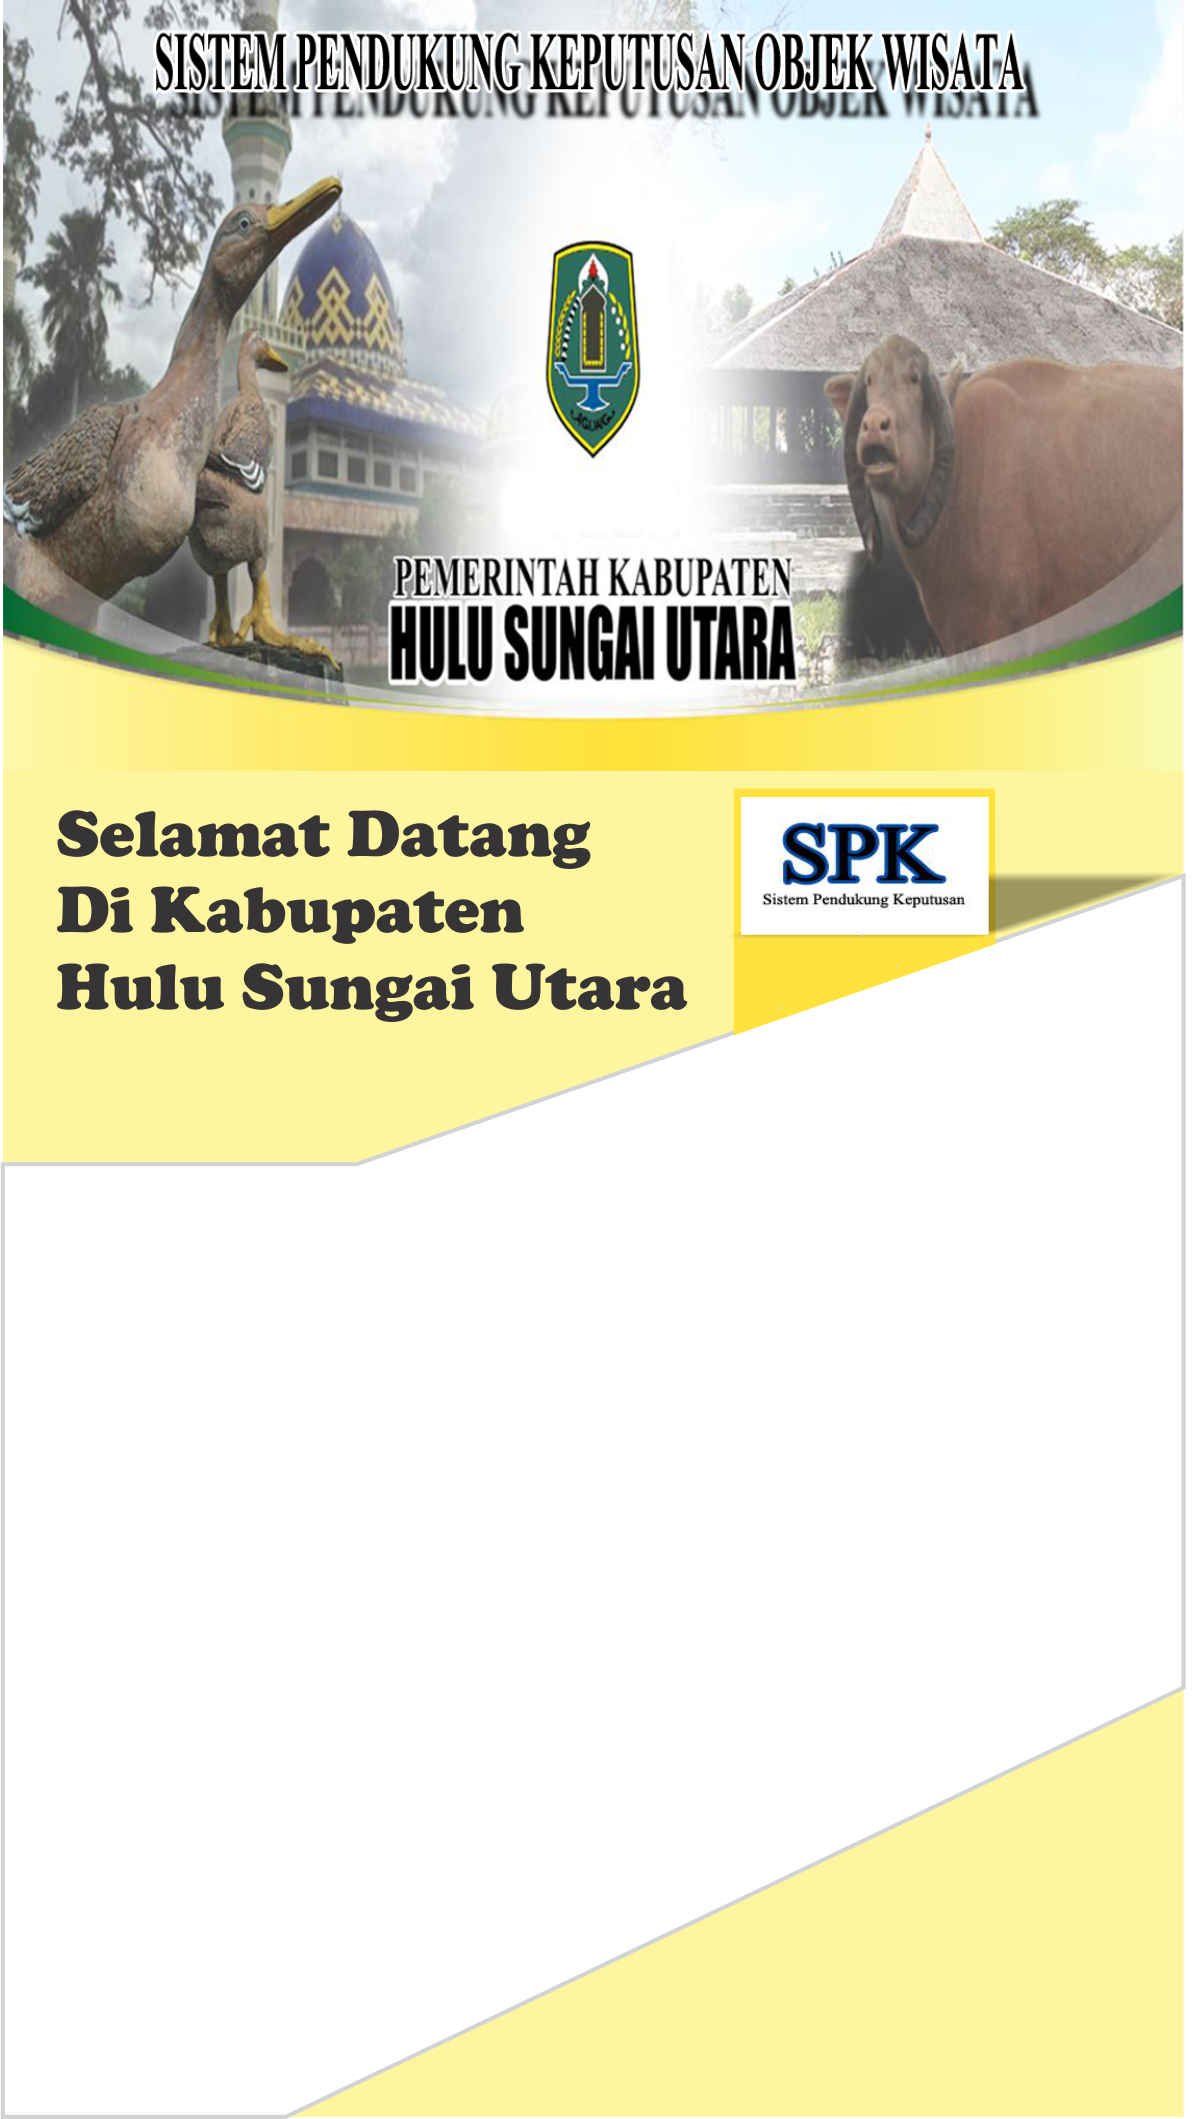 SISTEM PENDUKUNG KEPUTUSAN OBJEK WISATA
AGUNG
PEMERINTAH KABUPATEN
HULU SUNGAI UTARA
Selamat Datang
Di Kabupaten
Hulu Sungai Utara
SPK
Sistem Pendukung Keputusan